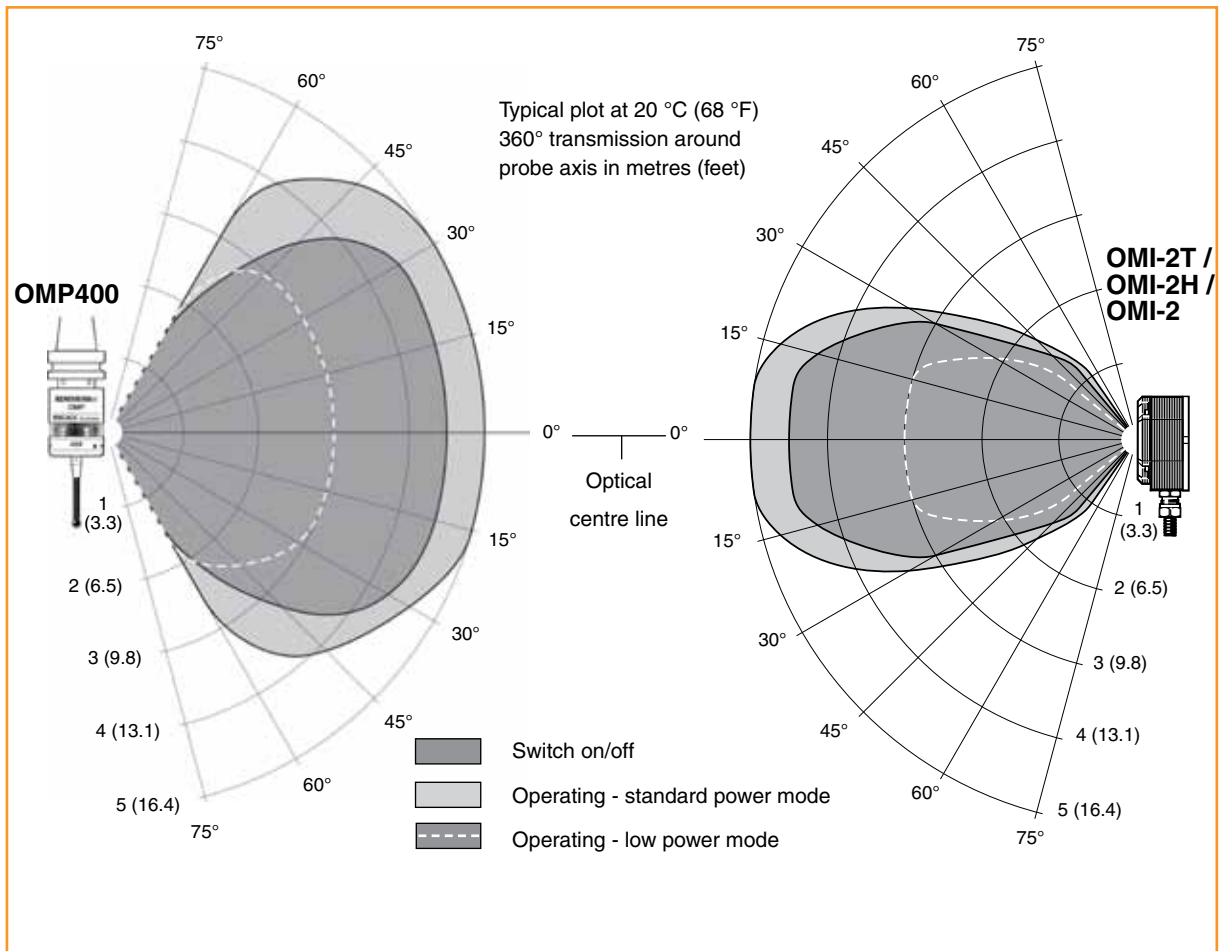 75°
60°
45°
30°
15°
0°
15°
30°
45°
60°
75°
OMP400
1
(3.3)
2 (6.5)
3 (9.8)
4 (13.1)
5 (16.4)
Typical plot at 20 °C (68 °F)
360° transmission around
probe axis in metres (feet)
Optical
centre line
75°
60°
45°
30°
15°
0°
15°
30°
45°
60°
75°
OMI-2T /
OMI-2H /
OMI-2
1
(3.3)
2 (6.5)
3 (9.8)
4 (13.1)
5 (16.4)
Switch on/off
Operating - standard power mode
Operating - low power mode